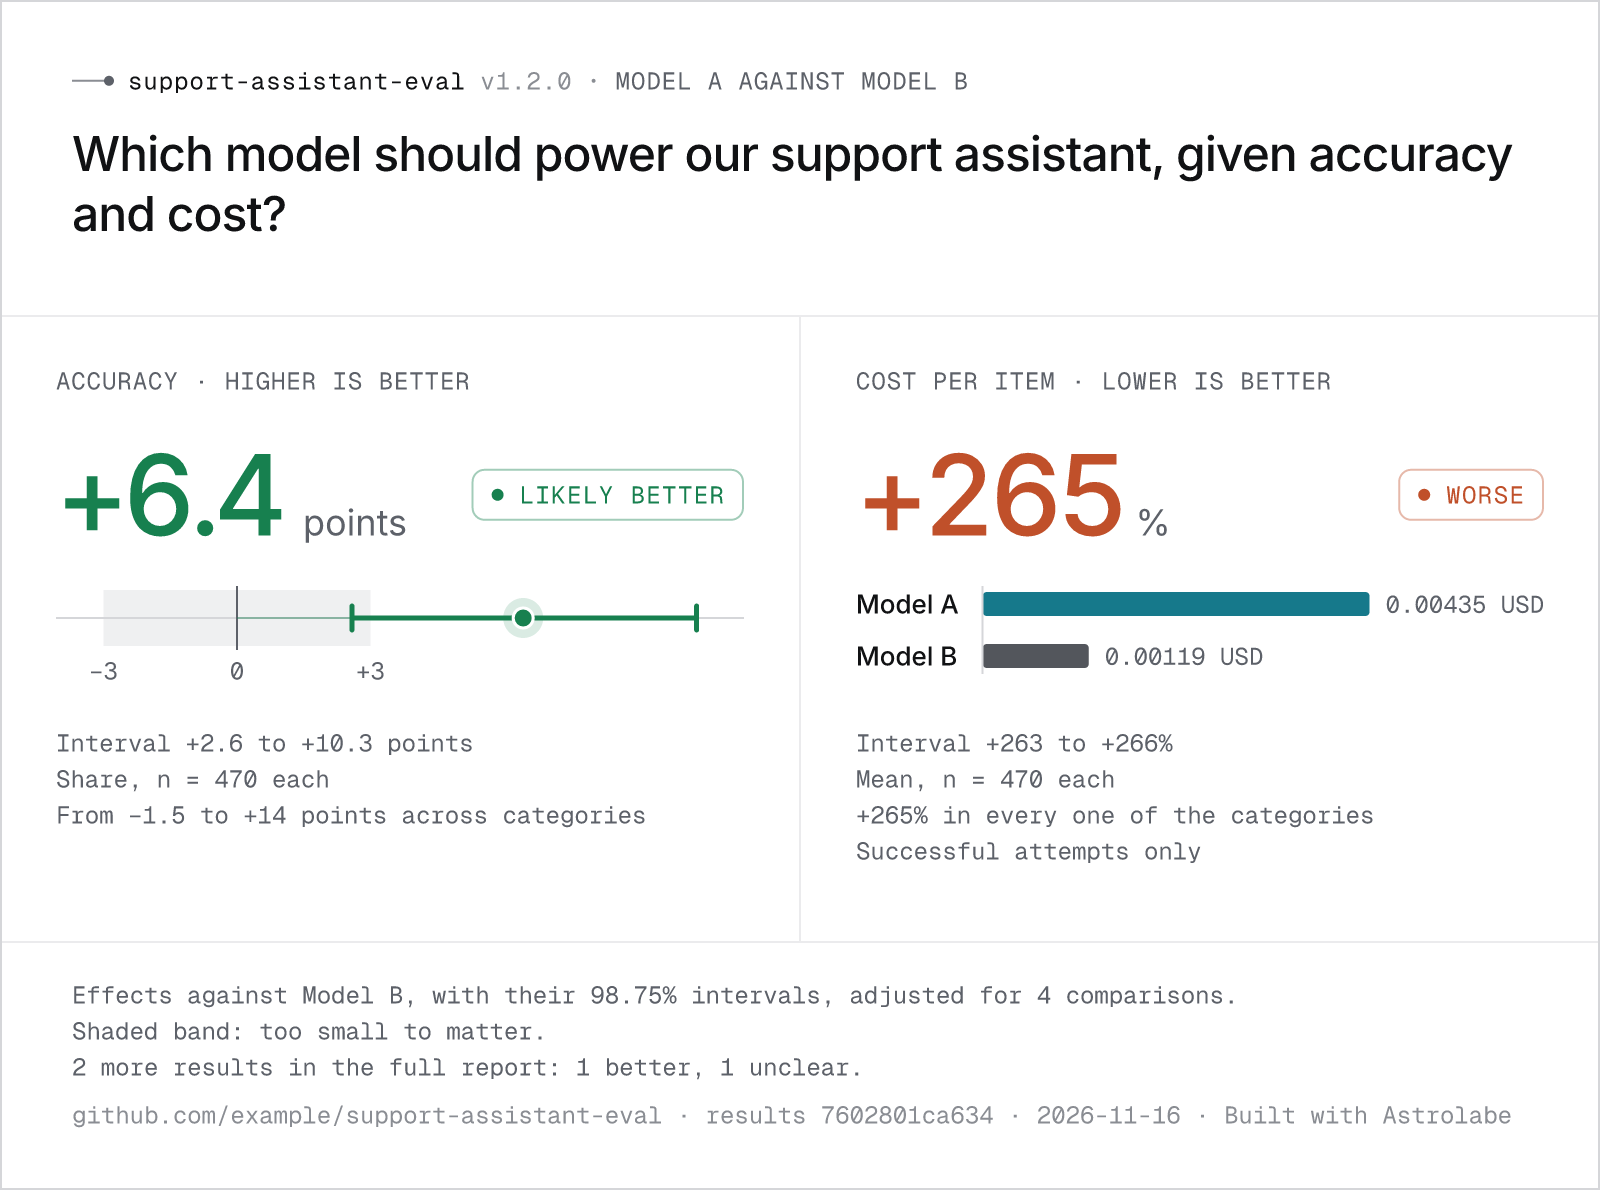 support-assistant-eval v1.2.0 · MODEL A AGAINST MODEL B
Which model should power our support assistant, given accuracy
and cost?
ACCURACY · HIGHER IS BETTER
+6.4 points
LIKELY BETTER
−3
0
+3
Interval +2.6 to +10.3 points
Share, n = 470 each
From −1.5 to +14 points across categories
COST PER ITEM · LOWER IS BETTER
+265 %
WORSE
Model A 0.00435 USD
Model B 0.00119 USD
Interval +263 to +266%
Mean, n = 470 each
+265% in every one of the categories
Successful attempts only
Effects against Model B, with their 98.75% intervals, adjusted for 4 comparisons.
Shaded band: too small to matter.
2 more results in the full report: 1 better, 1 unclear.
github.com/example/support-assistant-eval · results 7602801ca634 · 2026-11-16 · Built with Astrolabe